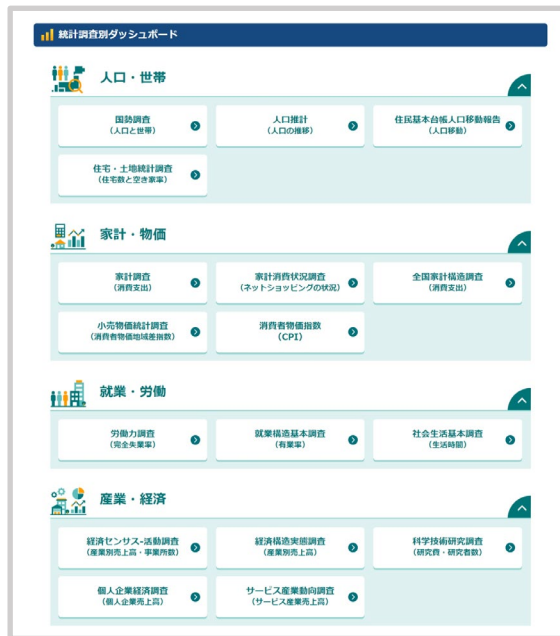 統計調査別ダッシュボード
人口・世帯
国勢調査
(人口と世帯)
人口推計
(人口の推移)
住民基本台帳人口移動報告
(人口移動)
住宅・土地統計調査
(住宅数と空き家率)
家計・物価
家計調査
(消費支出)
家計消費状況調査
(ネットショッピングの状況)
全国家計構造調査
(消費支出)
小売物価統計調査
(消費者物価地域差指数)
消費者物価指数
(CPI)
就業・労働
労働力調査
(完全失業率)
就業構造基本調査
(有業率)
社会生活基本調査
(生活時間)
産業・経済
経済センサス-活動調査
(産業別売上高・事業所数)
経済構造実態調査
(産業別売上高)
科学技術研究調査
(研究費・研究者数)
個人企業経済調査
(個人企業売上高)
サービス産業動向調査
(サービス産業売上高)